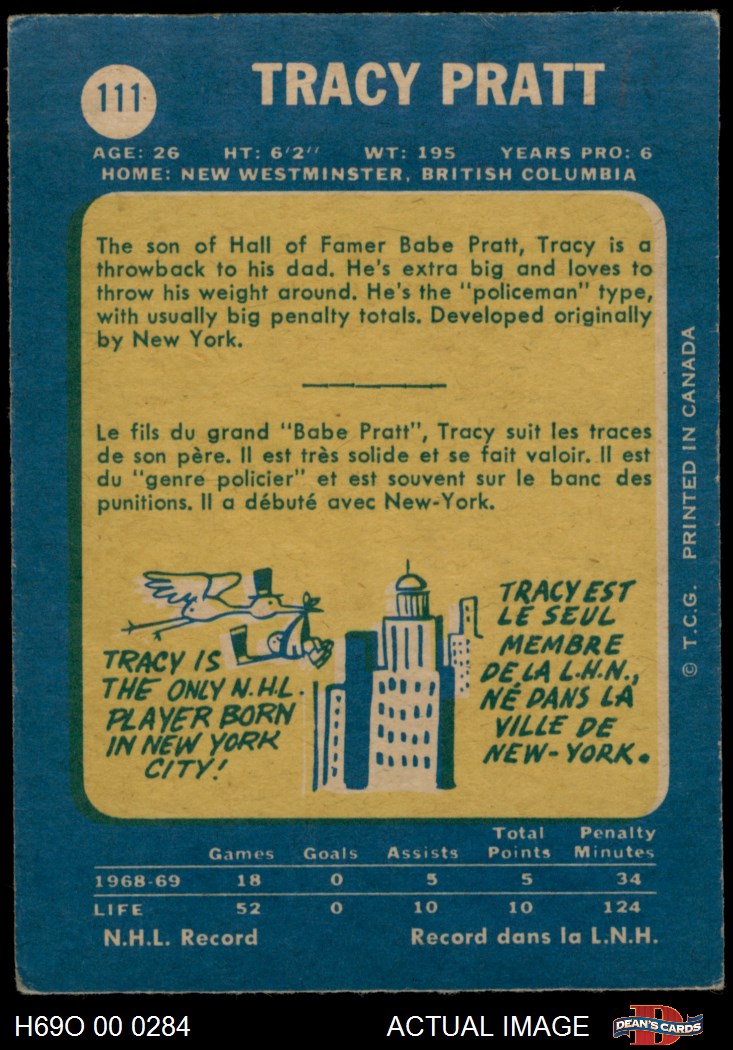 111
TRACY PRATT
AGE: 26 HT: 6'2'' WT: 195 YEARS PRO: 6
HOME: NEW WESTMINSTER, BRITISH COLUMBIA
The son of Hall of Famer Babe Pratt, Tracy is a
throwback to his dad. He's extra big and loves to
throw his weight around. He's the "policeman" type,
with usually big penalty totals. Developed originally
by New York.
Le fils du grand "Babe Pratt", Tracy suit les traces
de son père. Il est très solide et se fait valoir. Il est
du "genre policier" et est souvent sur le banc des
punitions. Il a débuté avec New-York.
TRACY IS
THE ONLY N.H.L.
PLAYER BORN
IN NEW YORK
CITY!
TRACY EST
LE SEUL
MEMBRE
DE LA L.H.N.,
NÉ DANS LA
VILLE DE
NEW-YORK.
© T.C.G. PRINTED IN CANADA
Games Goals Assists Total Points Penalty Minutes
1968-69 18 0 5 5 34
LIFE 52 0 10 10 124
N.H.L. Record Record dans la L.N.H.
H69O 00 0284 ACTUAL IMAGE
D
DEAN'S CARDS